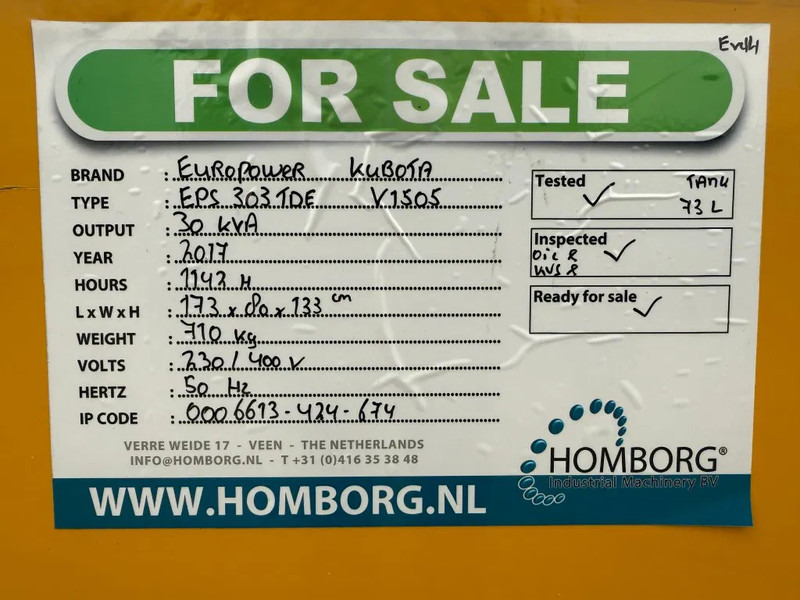 FOR SALE
BRAND : EUROPOWER KUBOTA
TYPE : EPS 303 TDE V1505
OUTPUT : 30 kVA
YEAR : 2017
HOURS : 1143 H
L x W x H : 173 x 80 x 133 cm
WEIGHT : 710 kg
VOLTS : 230 / 400 V
HERTZ : 50 Hz
IP CODE : 000 6613 - 424 - 674
Tested TANK
73 L
Inspected
Ready for sale
VERRE WEIDE 17 - VEEN - THE NETHERLANDS
INFO@HOMBORG.NL - T +31 (0)416 35 38 48
HOMBORG®
Industrial Machinery BV
WWW.HOMBORG.NL